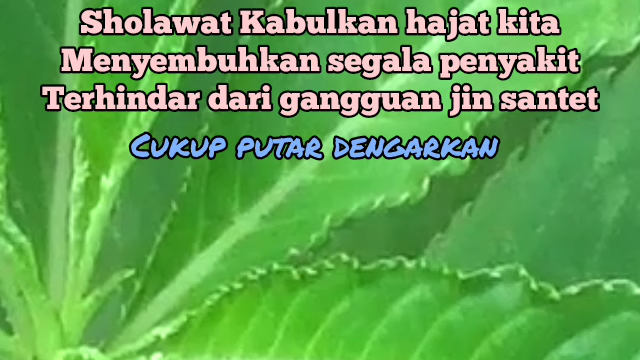 Sholawat Kabulkan hajat kita
Menyembuhkan segala penyakit
Terhindar dari gangguan jin santet
Cukup putar dengarkan